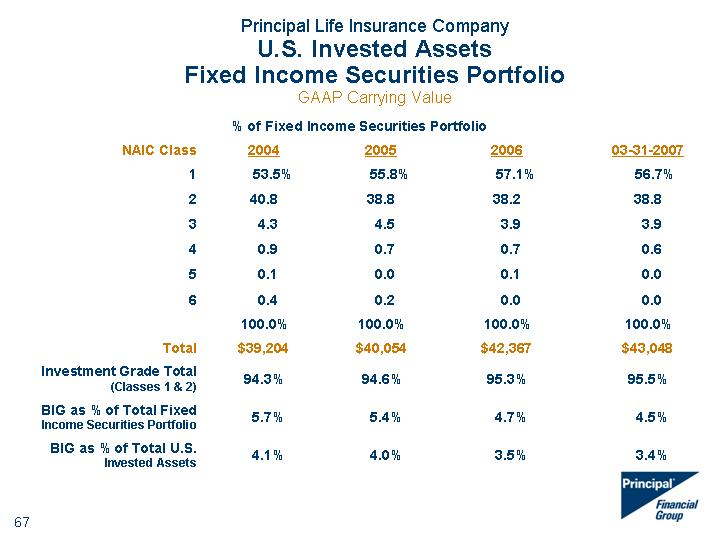 Principal Life Insurance Company
U.S. Invested Assets
Fixed Income Securities Portfolio
GAAP Carrying Value
% of Fixed Income Securities Portfolio
NAIC Class 2004 2005 2006 03-31-2007
1 53.5% 55.8% 57.1% 56.7%
2 40.8 38.8 38.2 38.8
3 4.3 4.5 3.9 3.9
4 0.9 0.7 0.7 0.6
5 0.1 0.0 0.1 0.0
6 0.4 0.2 0.0 0.0
100.0% 100.0% 100.0% 100.0%
Total $39,204 $40,054 $42,367 $43,048
Investment Grade Total
(Classes 1 & 2) 94.3% 94.6% 95.3% 95.5%
BIG as % of Total Fixed
Income Securities Portfolio 5.7% 5.4% 4.7% 4.5%
BIG as % of Total U.S.
Invested Assets 4.1% 4.0% 3.5% 3.4%
Principal
Financial
Group
67